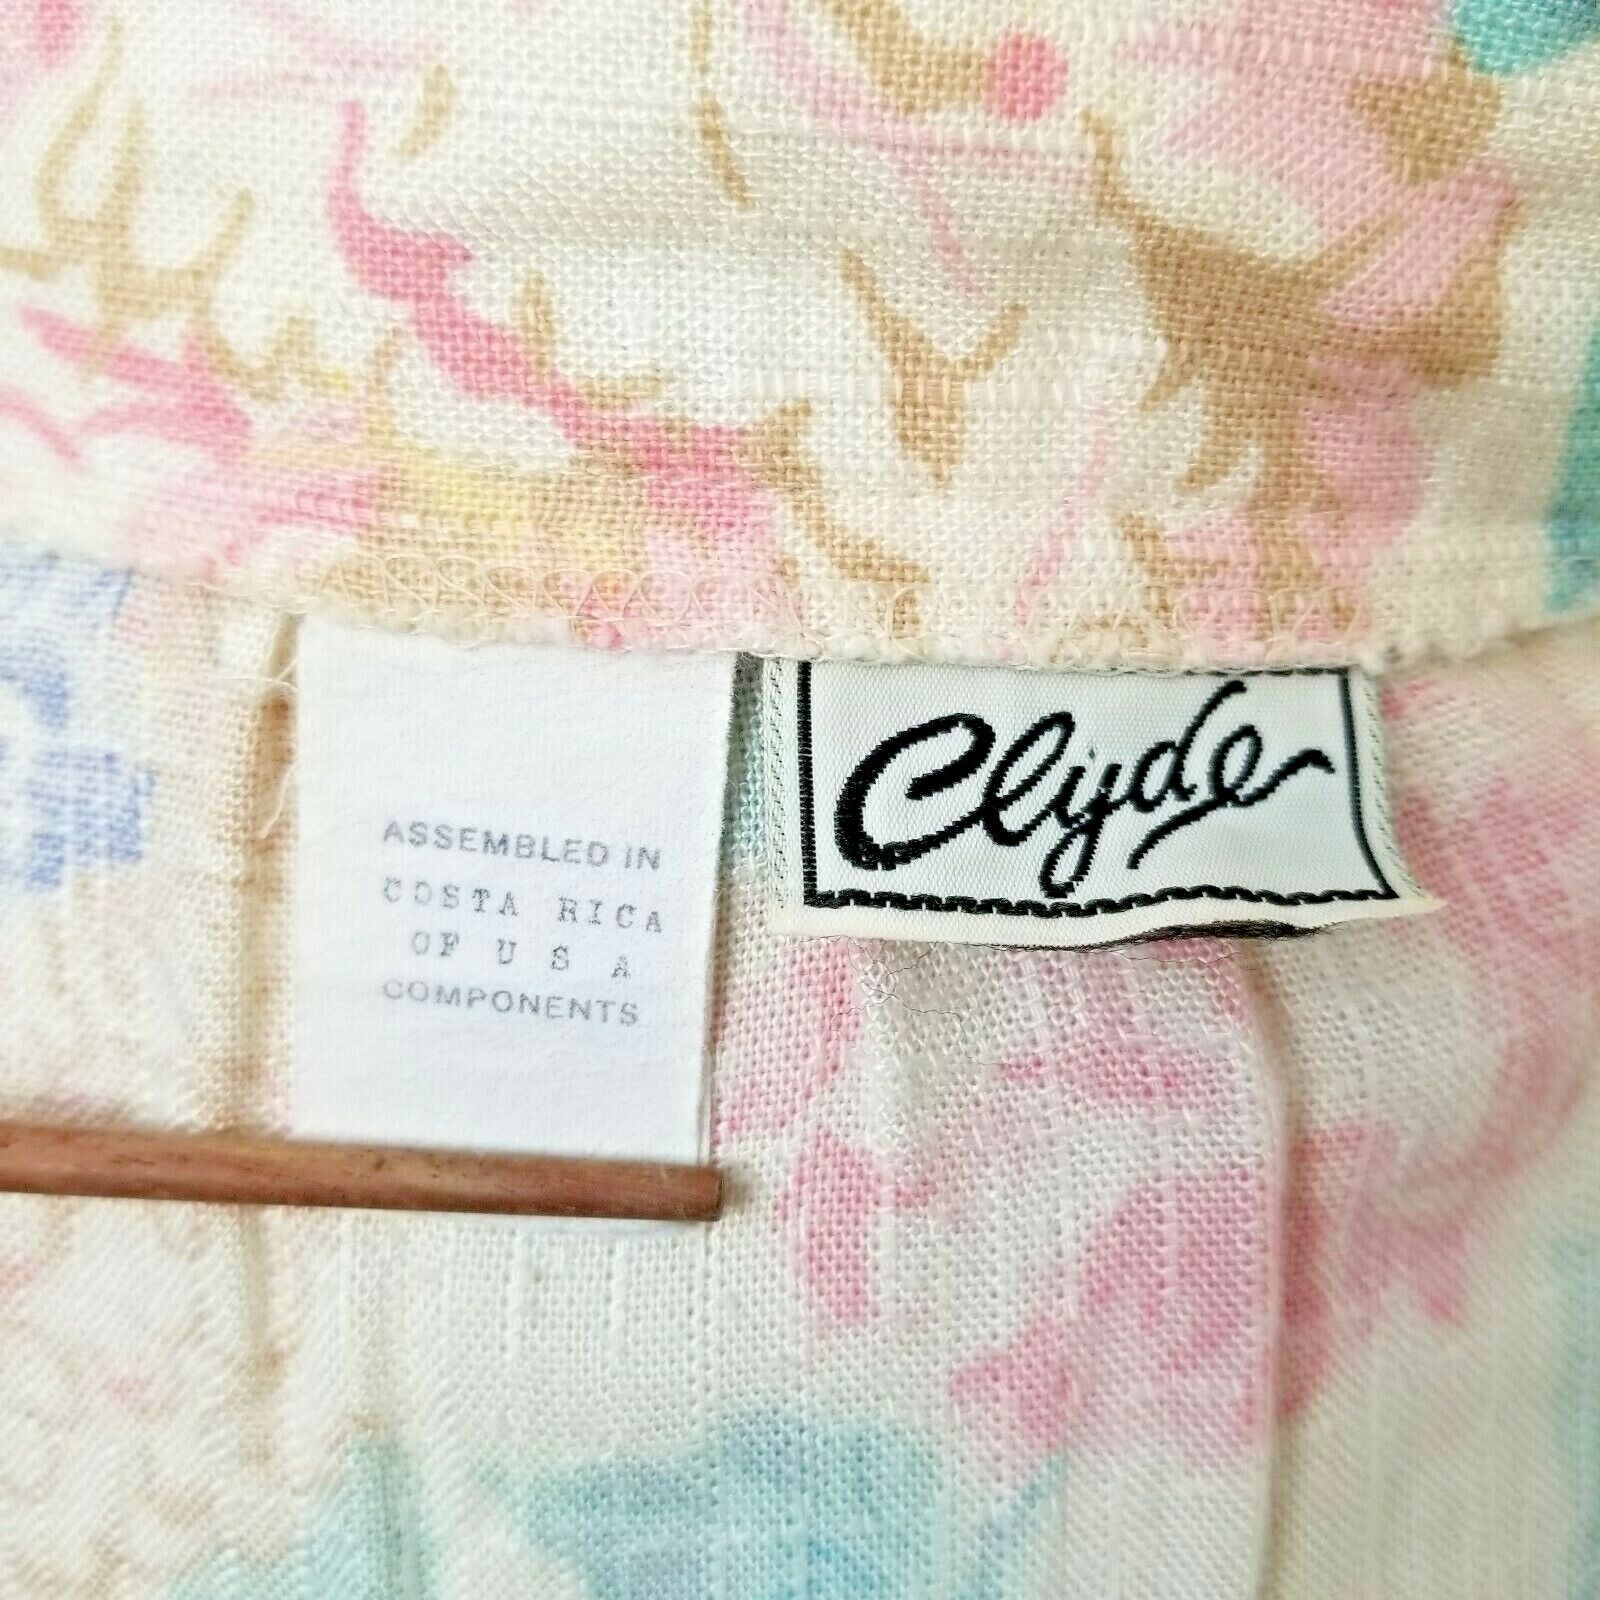 ASSEMBLED IN
COSTA RICA
OF U S A
COMPONENTS
Clyde